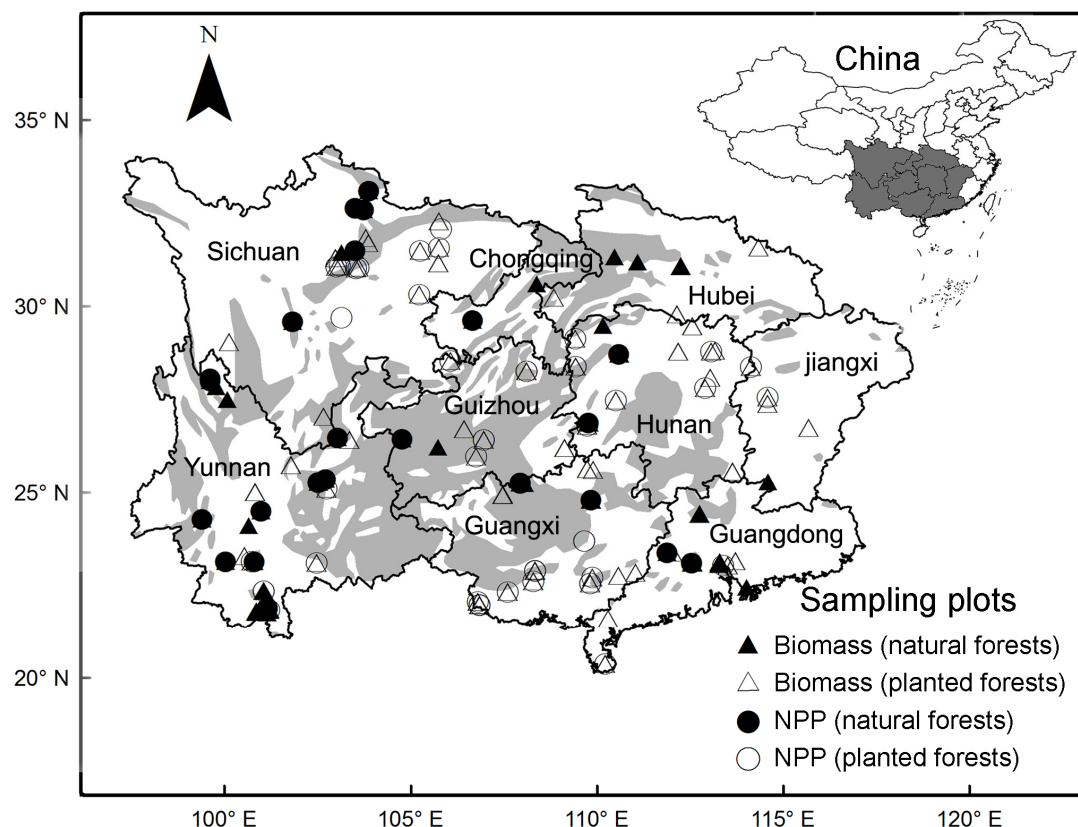 N
China
35° N
Sichuan
Chongqing
30° N
Hubei
jiangxi
Guizhou
Hunan
Yunnan
25° N
Guangxi
Guangdong
Sampling plots
Biomass (natural forests)
20° N
Biomass (planted forests)
NPP (natural forests)
NPP (planted forests)
100° E
105° E
110° E
115° E
120° E